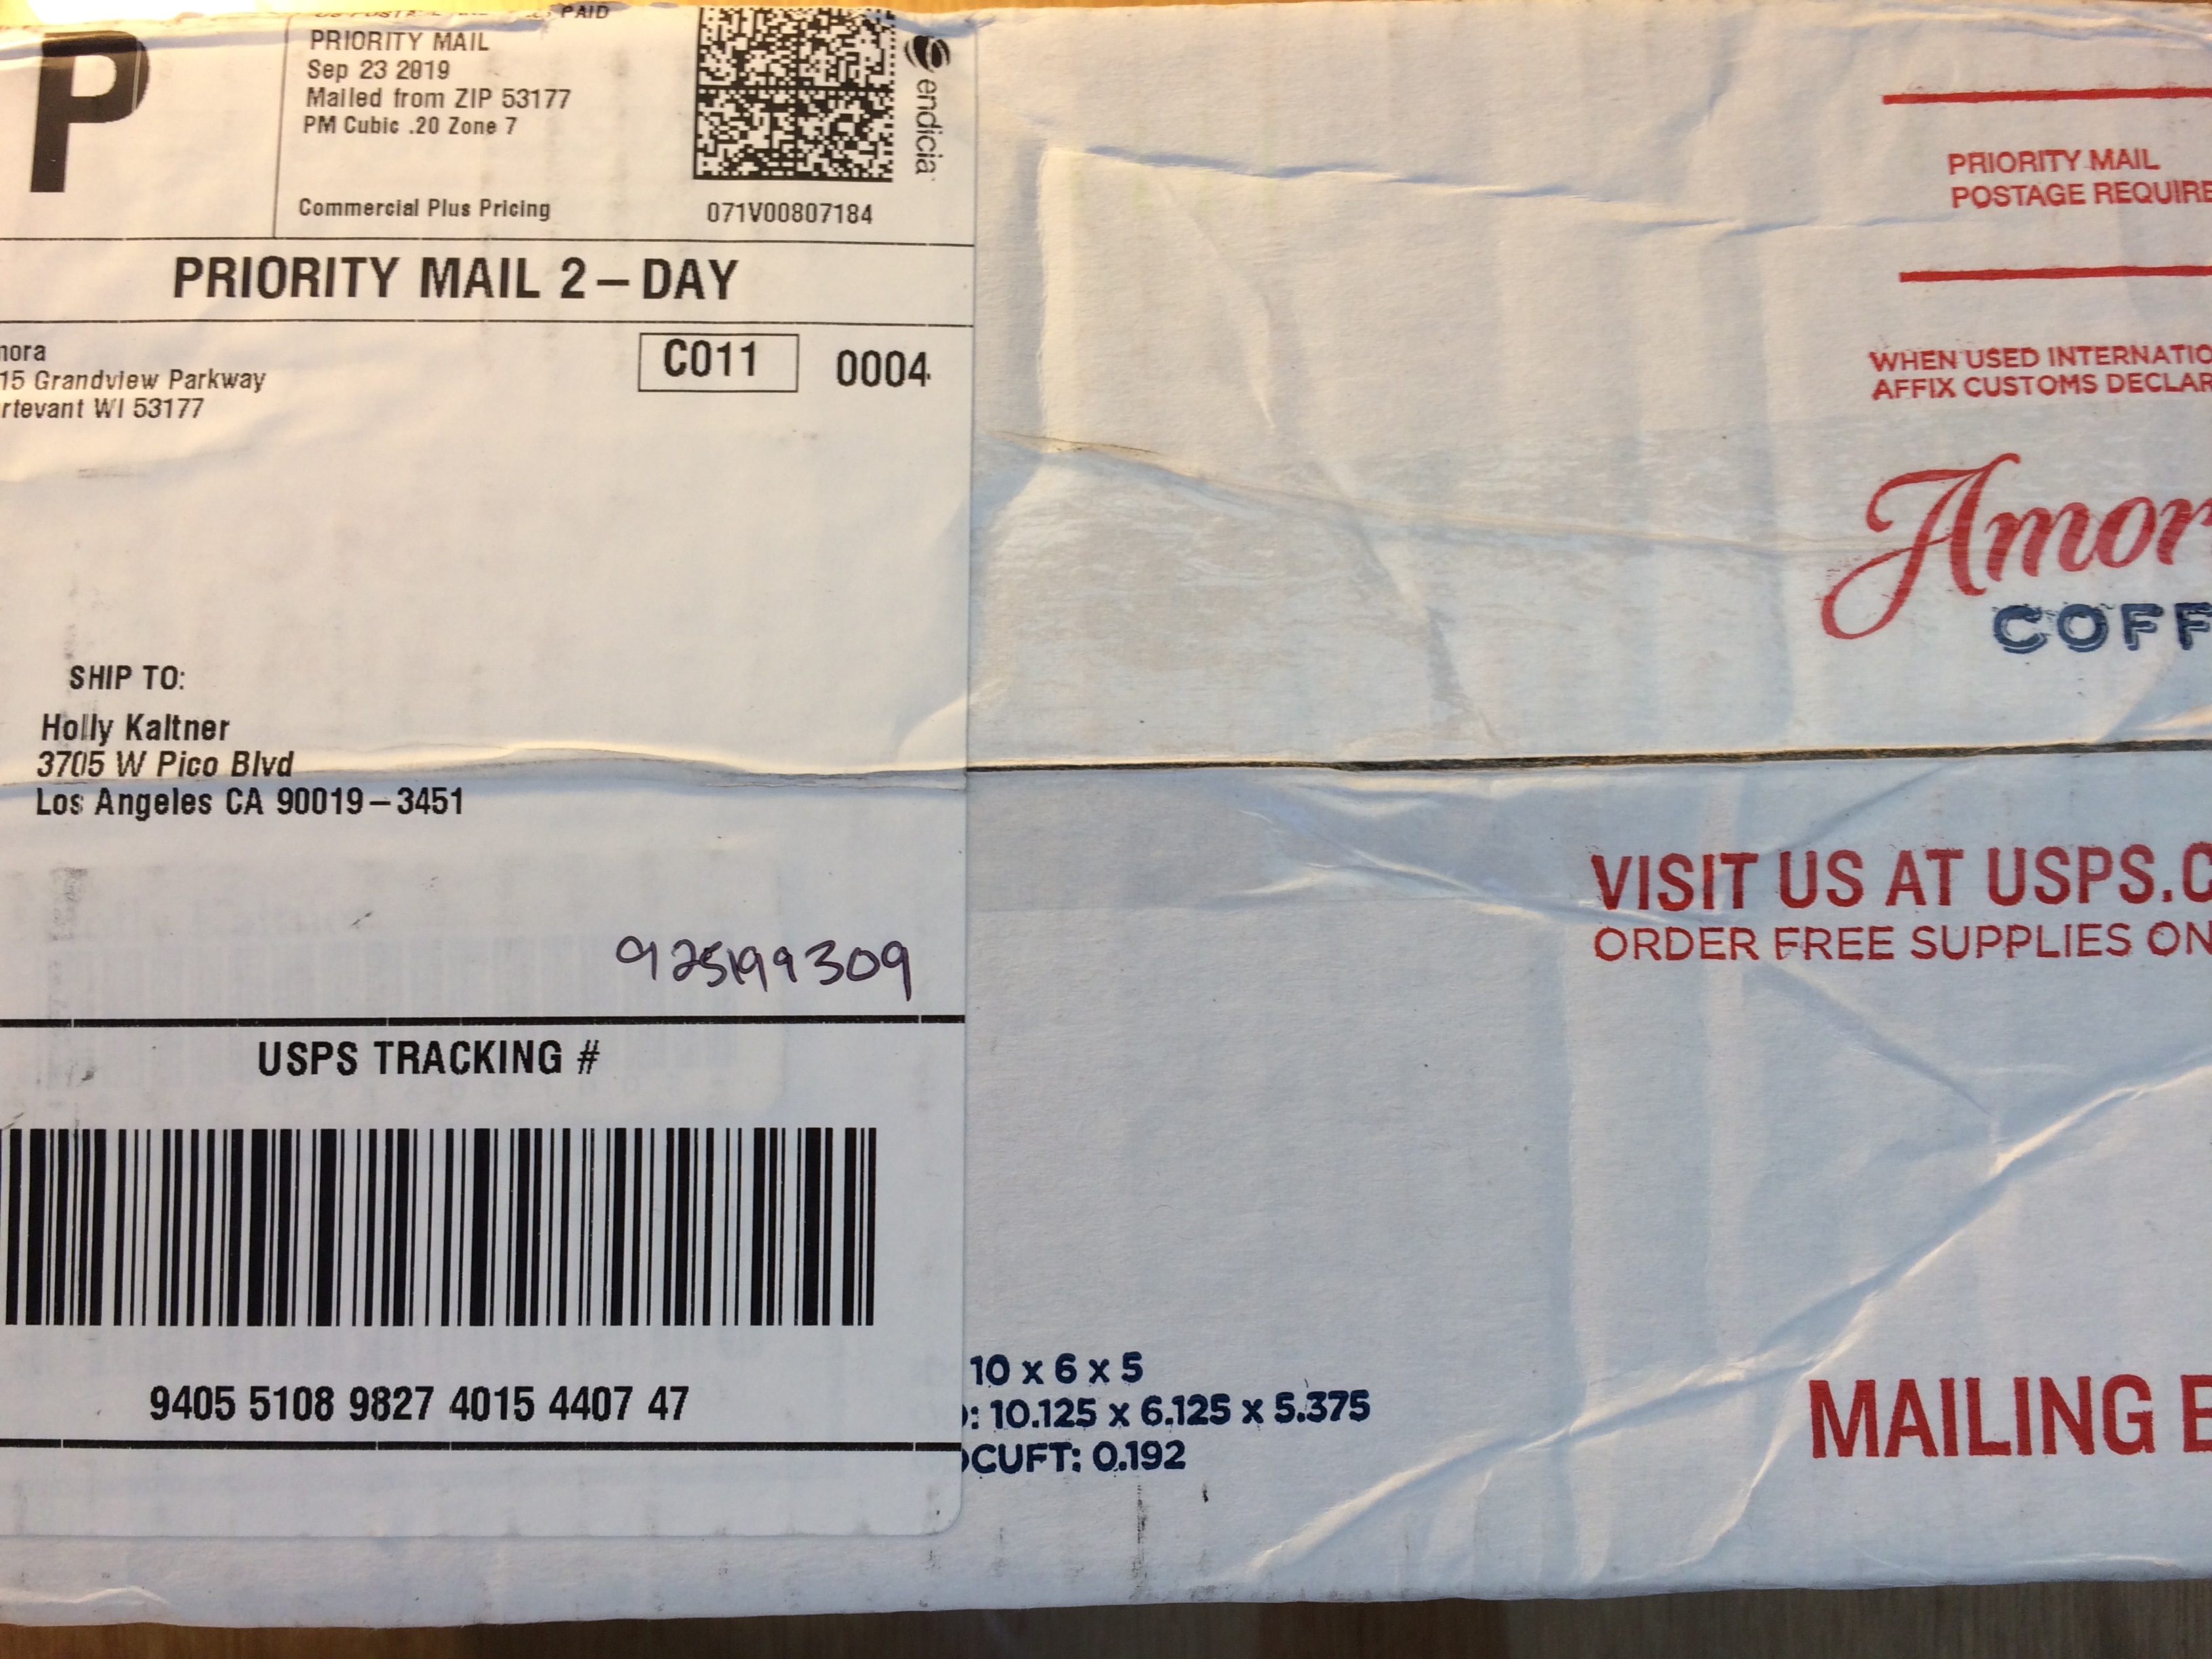 P
PAID
PRIORITY MAIL
Sep 23 2019
Mailed from ZIP 53177
PM Cubic .20 Zone 7
Commercial Plus Pricing
endicia
071V00807184
PRIORITY MAIL 2–DAY
nora
15 Grandview Parkway
rtevant WI 53177
C011 0004
SHIP TO:
Holly Kaltner
3705 W Pico Blvd
Los Angeles CA 90019–3451
925199309
USPS TRACKING #
9405 5108 9827 4015 4407 47
10 x 6 x 5
: 10.125 x 6.125 x 5.375
CUFT: 0.192
PRIORITY MAIL
POSTAGE REQUIRE
WHEN USED INTERNATIO
AFFIX CUSTOMS DECLAR
Amor
COFF
VISIT US AT USPS.C
ORDER FREE SUPPLIES ON
MAILING B